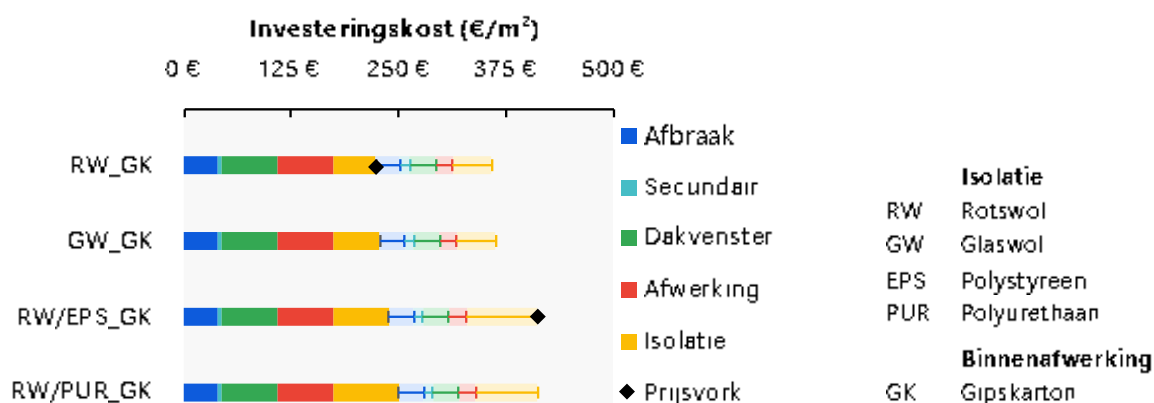 Investeringskost (€/m²)
0 €
125 €
250 €
375 €
500 €
RW_GK
GW_GK
RW/EPS_GK
RW/PUR_GK
Afbraak
Secundair
Dakvenster
Afwerking
Isolatie
Prijsvork
Isolatie
RW Rotswol
GW Glaswol
EPS Polystyreen
PUR Polyurethaan
Binnenafwerking
GK Gipskarton